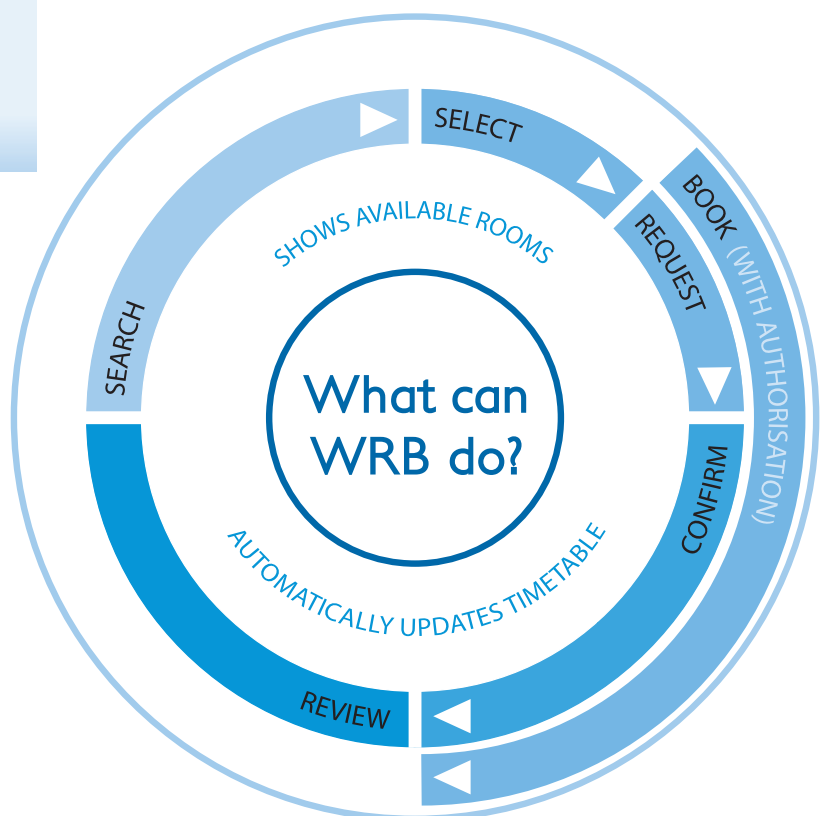 SEARCH
SELECT
REQUEST
BOOK (WITH AUTHORISATION)
CONFIRM
REVIEW
SHOWS AVAILABLE ROOMS
What can
WRB do?
AUTOMATICALLY UPDATES TIMETABLE